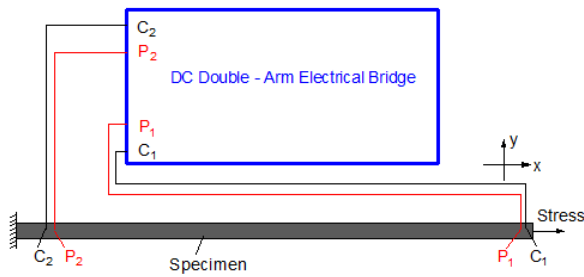 C2
P2
DC Double - Arm Electrical Bridge
P1
C1
y
x
Stress
C2 P2 P1 C1
Specimen